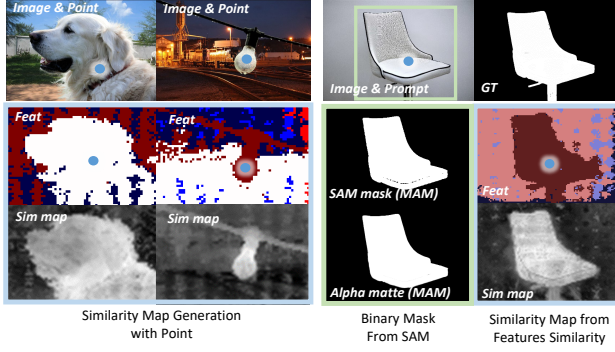 Image & Point
Image & Point
Image & Prompt
GT
Feat
Feat
SAM mask (MAM)
Feat
Sim map
Sim map
Alpha matte (MAM)
Sim map
Similarity Map Generation
with Point
Binary Mask
From SAM
Similarity Map from
Features Similarity